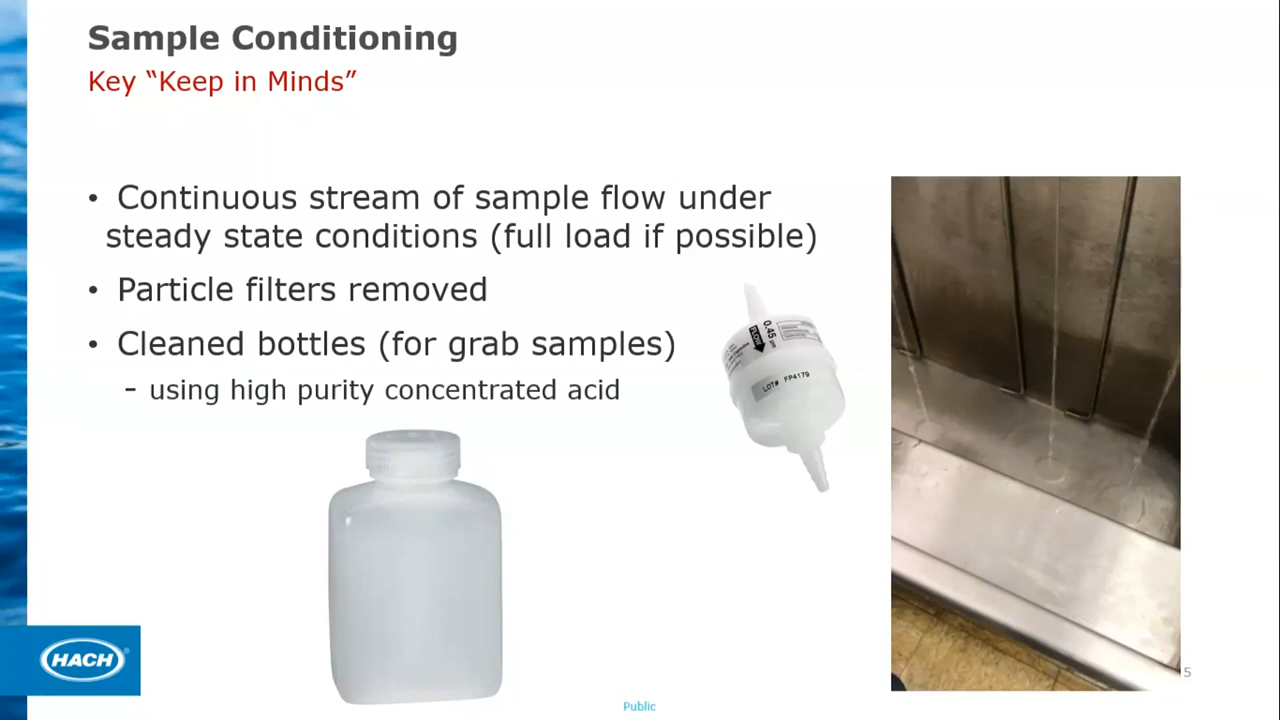 Sample Conditioning
Key “Keep in Minds”
• Continuous stream of sample flow under
steady state conditions (full load if possible)
• Particle filters removed
• Cleaned bottles (for grab samples)
- using high purity concentrated acid
0.45 um
FLOW
LOT# FP4179
HACH®
5
Public